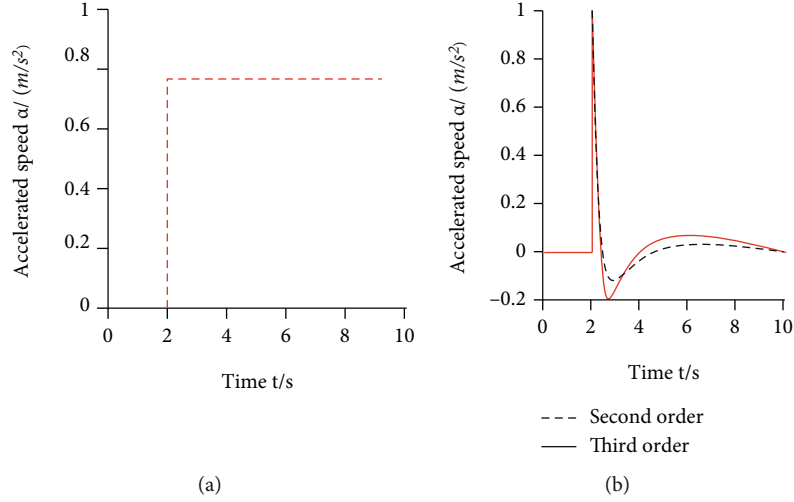 1
0.8
0.6
0.4
0.2
0
0 2 4 6 8 10
Accelerated speed α/ (m/s²)
Time t/s
(a)
1
0.8
0.6
0.4
0.2
0
–0.2
0 2 4 6 8 10
Accelerated speed α/ (m/s²)
Time t/s
Second order
Third order
(b)